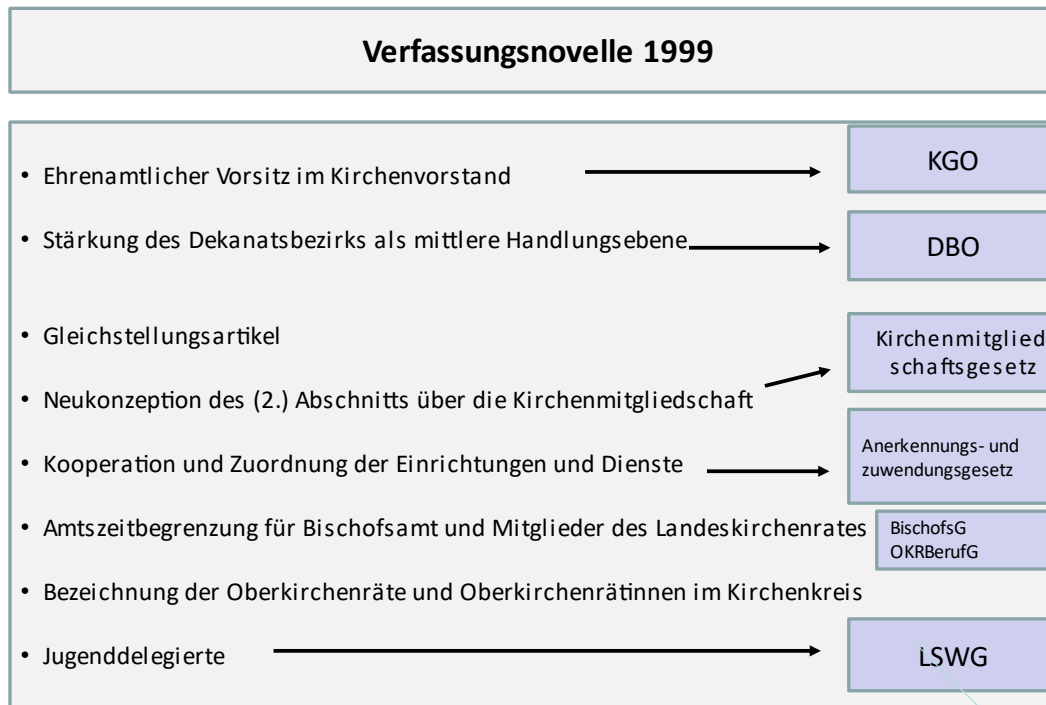 Verfassungsnovelle 1999
• Ehrenamtlicher Vorsitz im Kirchenvorstand
KGO
• Stärkung des Dekanatsbezirks als mittlere Handlungsebene
DBO
• Gleichstellungsartikel
Kirchenmitglied
schaftsgesetz
• Neukonzeption des (2.) Abschnitts über die Kirchenmitgliedschaft
• Kooperation und Zuordnung der Einrichtungen und Dienste
Anerkennungs- und
zuwendungsgesetz
• Amtszeitbegrenzung für Bischofsamt und Mitglieder des Landeskirchenrates
BischofsG
OKRBerufG
• Bezeichnung der Oberkirchenräte und Oberkirchenrätinnen im Kirchenkreis
• Jugenddelegierte
LSWG